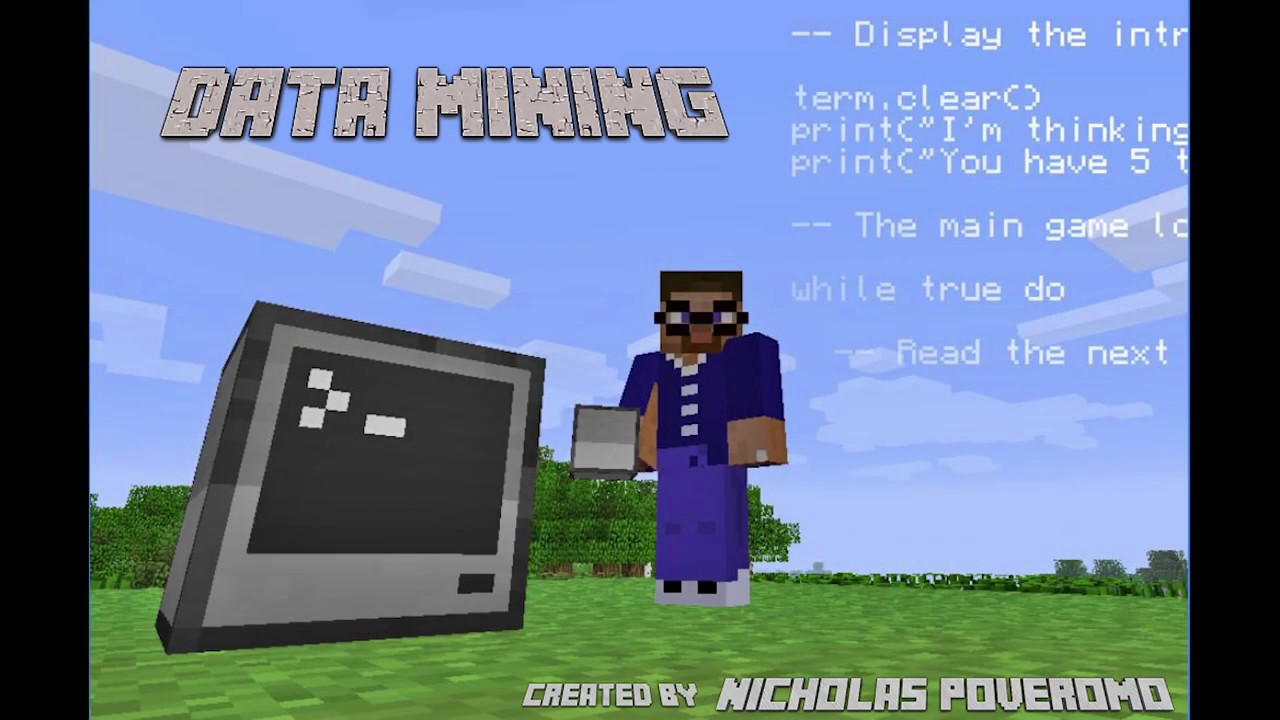 DATA MINING
-- Display the intr
term.clear()
print("I'm thinking
print("You have 5 t
-- The main game lo
while true do
-- Read the next
>_
CREATED BY NICHOLAS POVEROMO